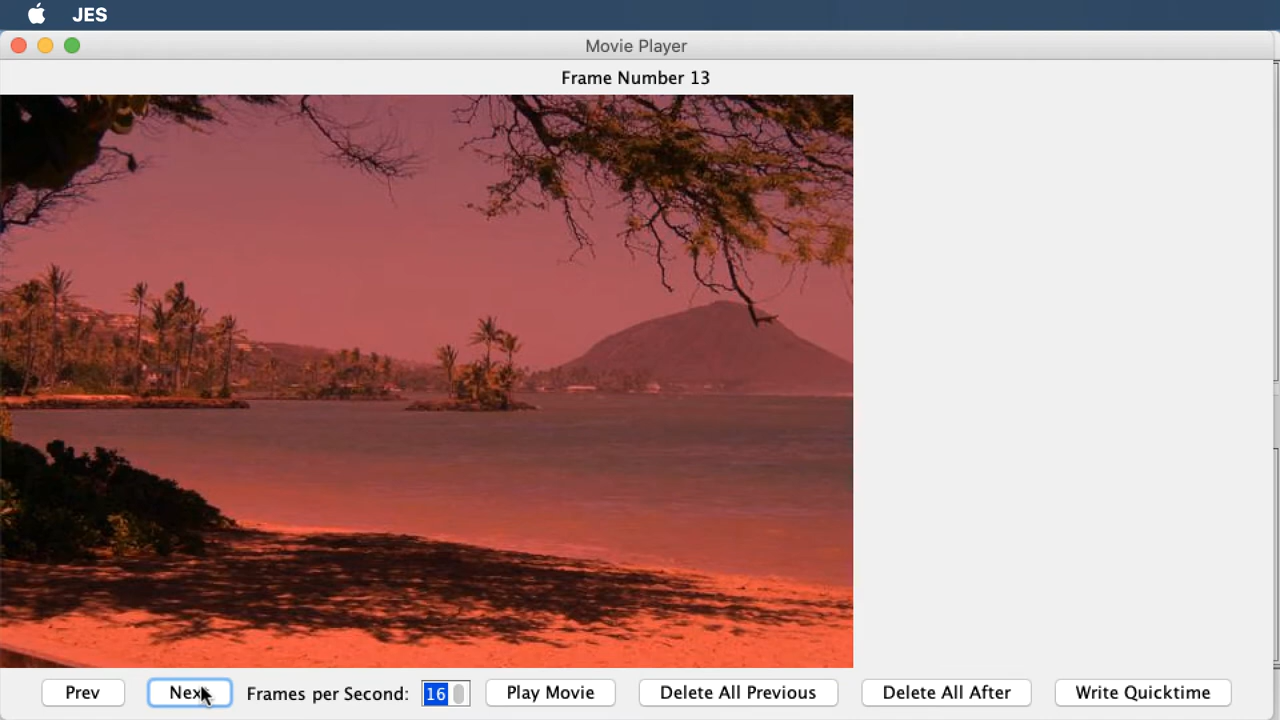 JES
Movie Player
Frame Number 13
Prev
Frames per Second:
16
Play Movie
Delete All Previous
Delete All After
Write Quicktime